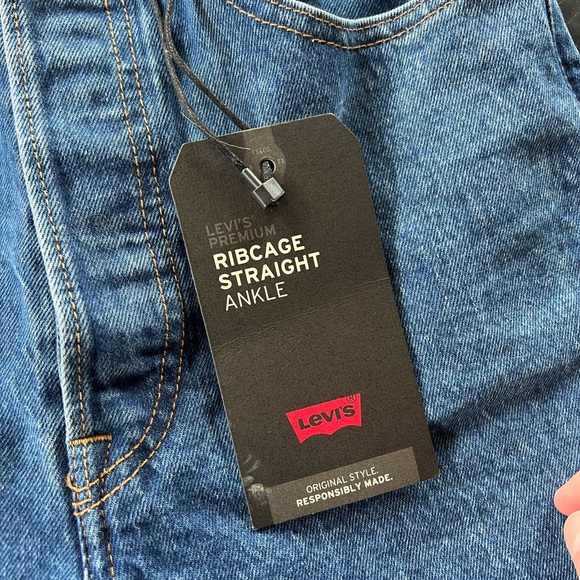 LEVI'S®
PREMIUM
RIBCAGE
STRAIGHT
ANKLE
Levi's®
ORIGINAL STYLE.
RESPONSIBLY MADE.